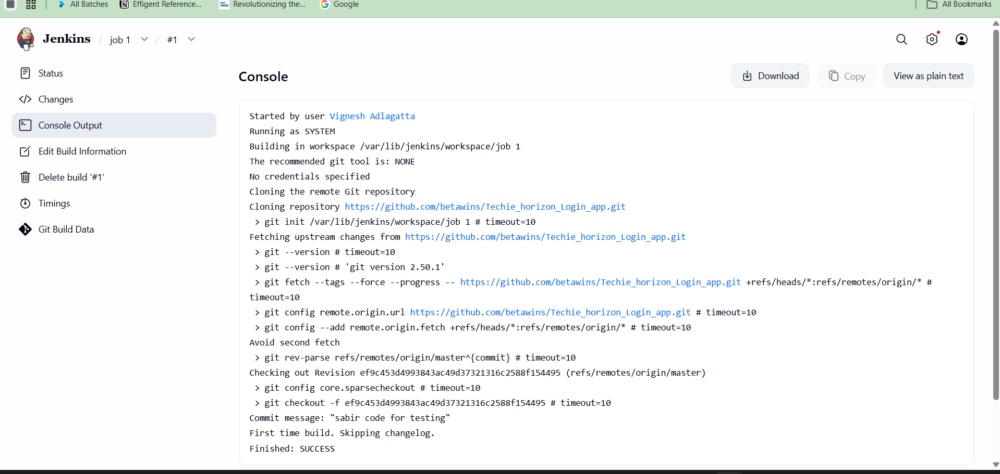 All Batches
Effigent Reference...
Revolutionizing the...
Google
All Bookmarks
Jenkins / job 1 / #1
Status
Changes
Console Output
Edit Build Information
Delete build ‘#1’
Timings
Git Build Data
Console
Download
Copy
View as plain text
Started by user Vignesh Adlagatta
Running as SYSTEM
Building in workspace /var/lib/jenkins/workspace/job 1
The recommended git tool is: NONE
No credentials specified
Cloning the remote Git repository
Cloning repository https://github.com/betawins/Techie_horizon_Login_app.git
> git init /var/lib/jenkins/workspace/job 1 # timeout=10
Fetching upstream changes from https://github.com/betawins/Techie_horizon_Login_app.git
> git --version # timeout=10
> git --version # 'git version 2.50.1'
> git fetch --tags --force --progress -- https://github.com/betawins/Techie_horizon_Login_app.git +refs/heads/*:refs/remotes/origin/* #
timeout=10
> git config remote.origin.url https://github.com/betawins/Techie_horizon_Login_app.git # timeout=10
> git config --add remote.origin.fetch +refs/heads/*:refs/remotes/origin/* # timeout=10
Avoid second fetch
> git rev-parse refs/remotes/origin/master^{commit} # timeout=10
Checking out Revision ef9c453d4993843ac49d37321316c2588f154495 (refs/remotes/origin/master)
> git config core.sparsecheckout # timeout=10
> git checkout -f ef9c453d4993843ac49d37321316c2588f154495 # timeout=10
Commit message: "sabir code for testing"
First time build. Skipping changelog.
Finished: SUCCESS